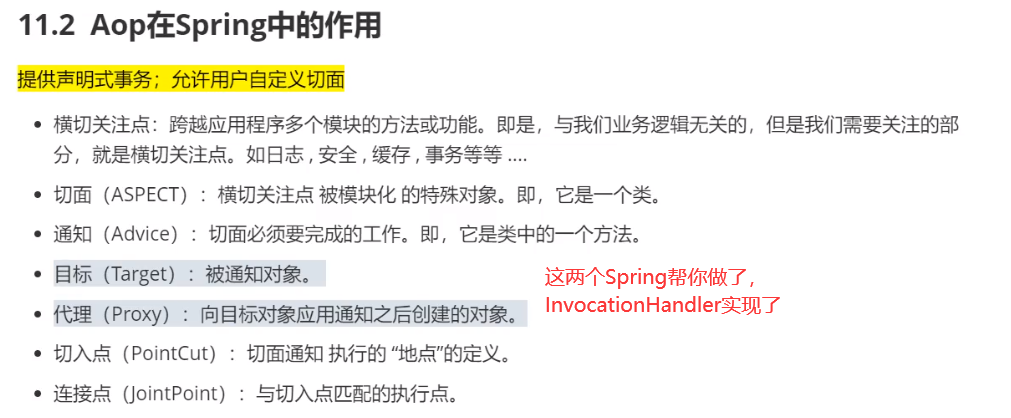 11.2 Aop在Spring中的作用
提供声明式事务；允许用户自定义切面
• 横切关注点：跨越应用程序多个模块的方法或功能。即是，与我们业务逻辑无关的，但是我们需要关注的部
分，就是横切关注点。如日志 , 安全 , 缓存 , 事务等等 ....
• 切面（ASPECT）：横切关注点 被模块化 的特殊对象。即，它是一个类。
• 通知（Advice）：切面必须要完成的工作。即，它是类中的一个方法。
• 目标（Target）：被通知对象。
• 代理（Proxy）：向目标对象应用通知之后创建的对象。
这两个Spring帮你做了，
InvocationHandler实现了
• 切入点（PointCut）：切面通知 执行的 “地点”的定义。
• 连接点（JointPoint）：与切入点匹配的执行点。